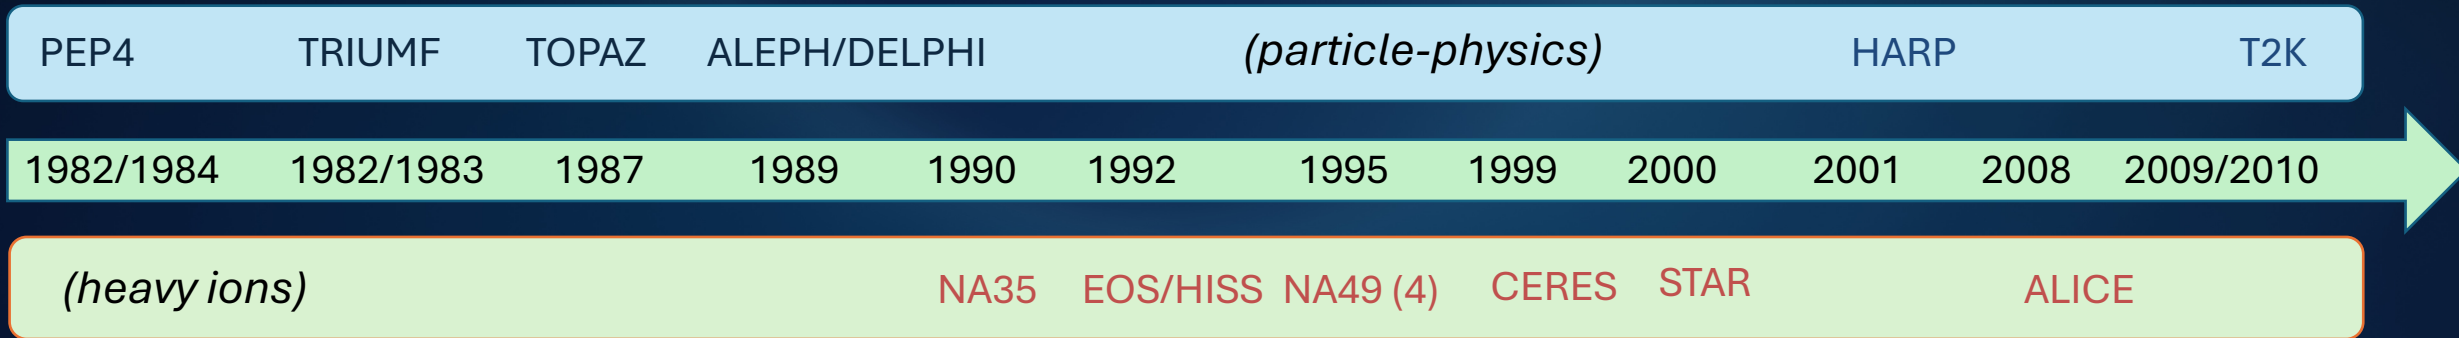 PEP4 TRIUMF TOPAZ ALEPH/DELPHI (particle-physics) HARP T2K
1982/1984 1982/1983 1987 1989 1990 1992 1995 1999 2000 2001 2008 2009/2010
(heavy ions) NA35 EOS/HISS NA49 (4) CERES STAR ALICE